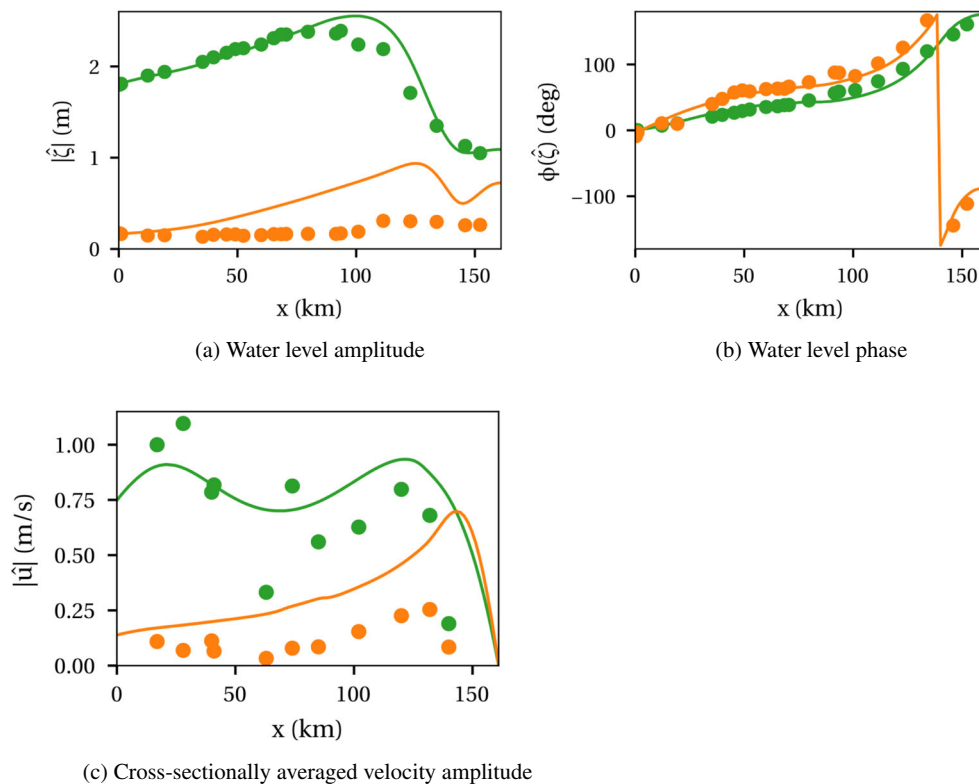 |ζ̂| (m)
2
1
0
0
50
100
150
x (km)
(a) Water level amplitude
ϕ(ζ̂) (deg)
100
0
−100
0
50
100
150
x (km)
(b) Water level phase
|û| (m/s)
1.00
0.75
0.50
0.25
0.00
0
50
100
150
x (km)
(c) Cross-sectionally averaged velocity amplitude